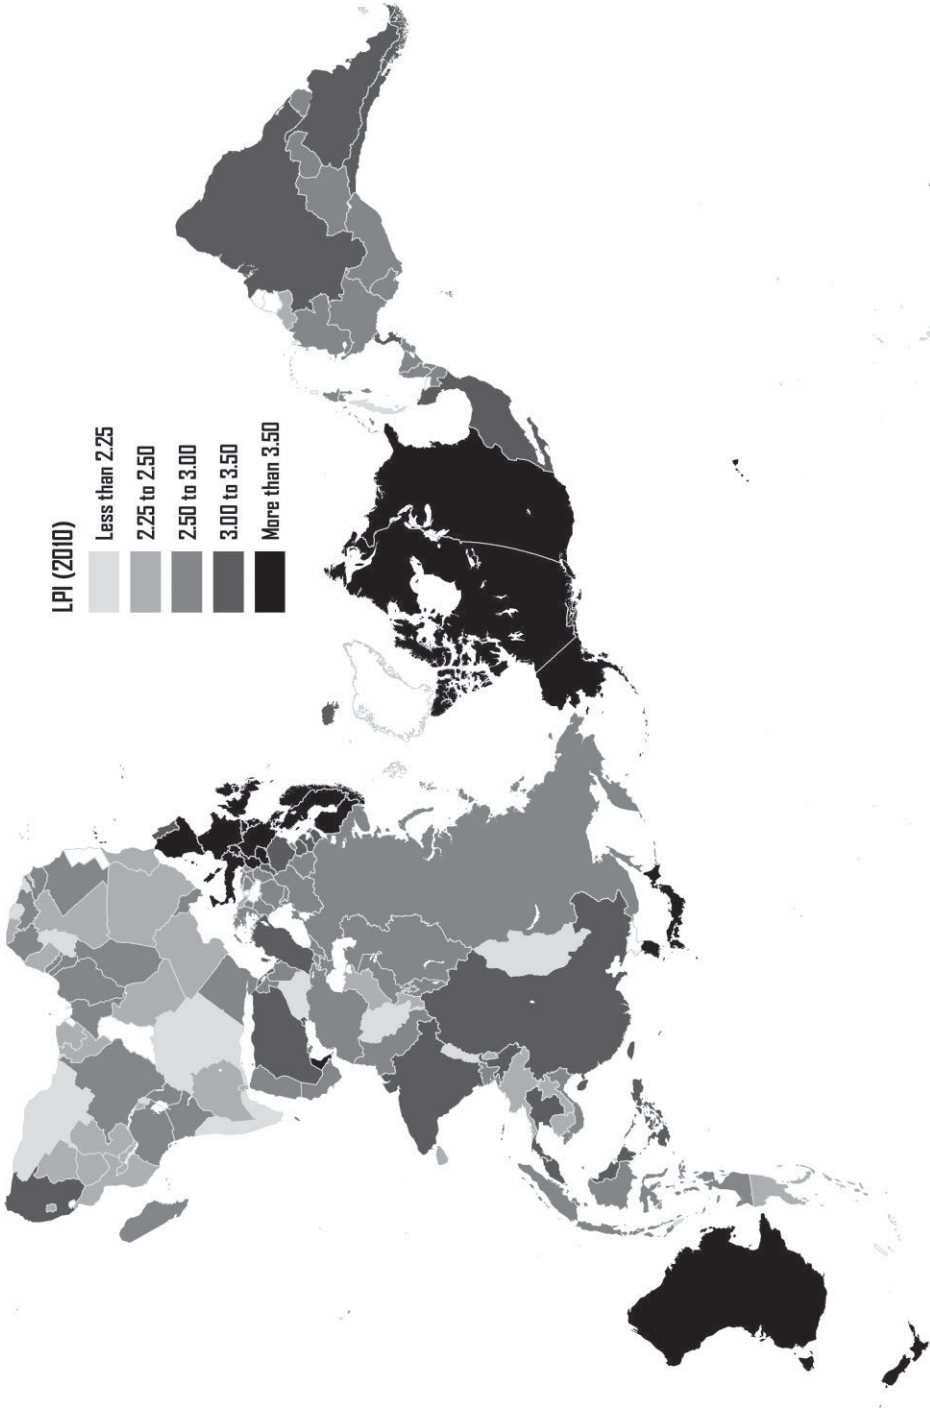 LPI (2010)
Less than 2.25
2.25 to 2.50
2.50 to 3.00
3.00 to 3.50
More than 3.50